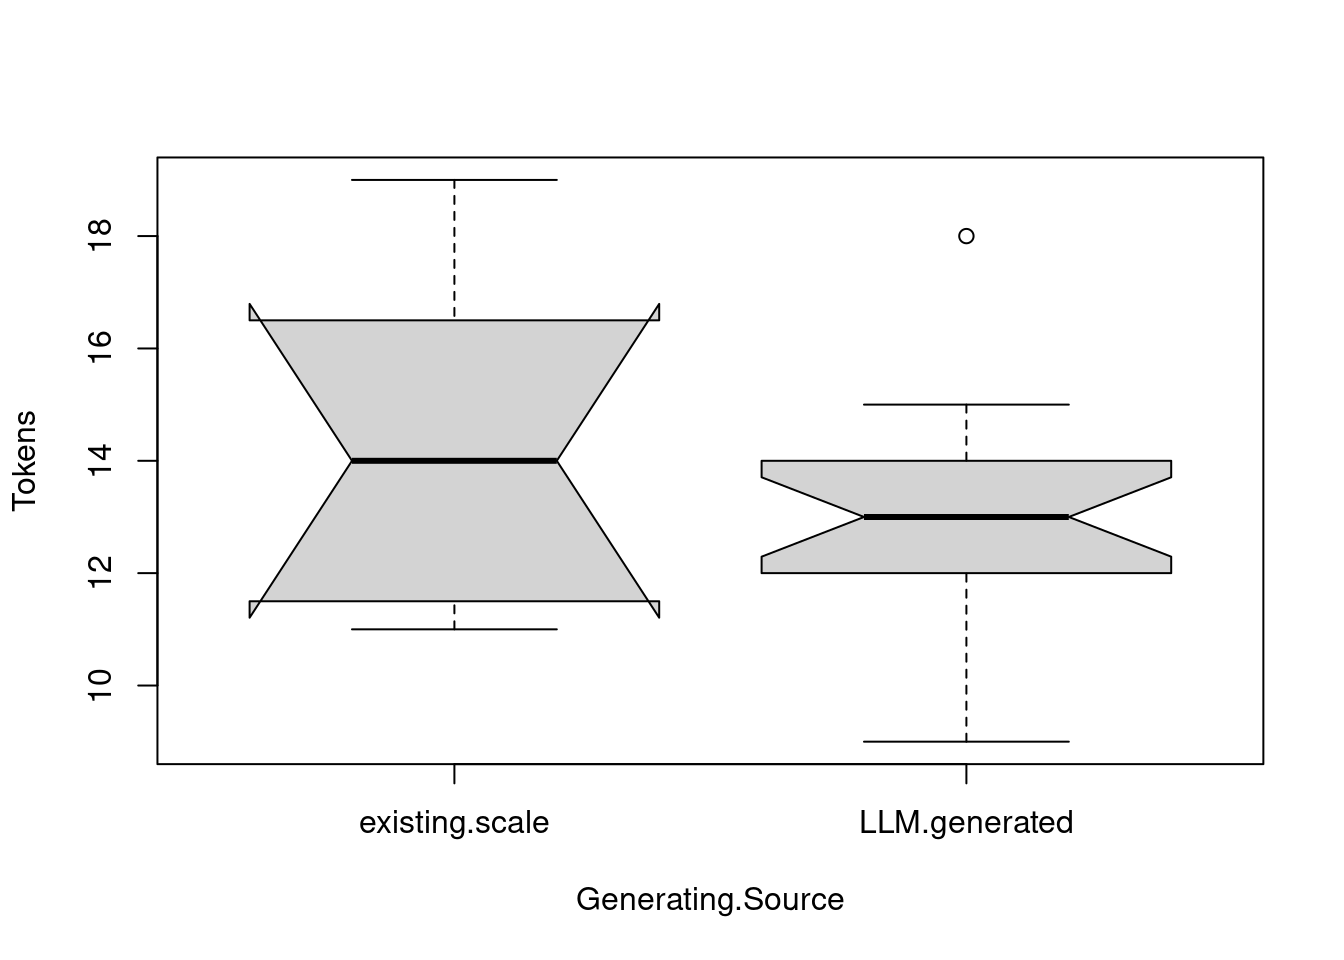 Tokens
18
16
14
12
10
existing.scale
LLM.generated
Generating.Source